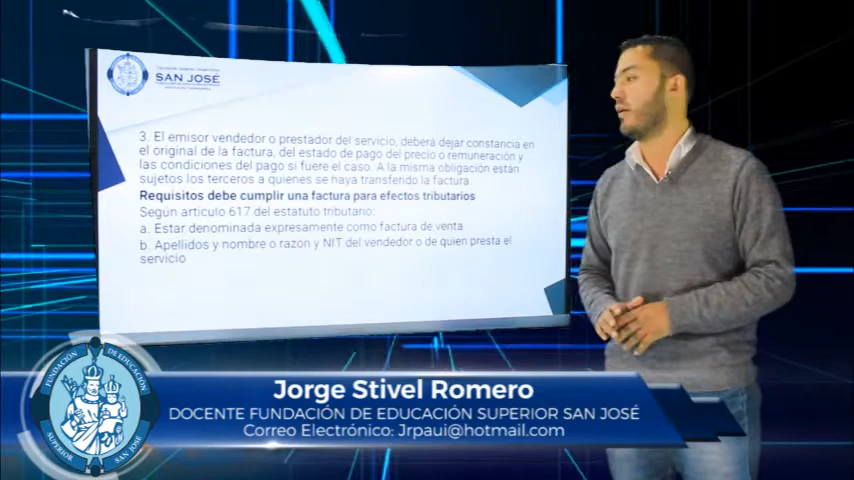 SAN JOSÉ
3. El emisor vendedor o prestador del servicio, deberá dejar constancia en
el original de la factura, del estado de pago del precio o remuneración y
las condiciones del pago si fuere el caso. A la misma obligación están
sujetos los terceros a quienes se haya transferido la factura.
Requisitos debe cumplir una factura para efectos tributarios
Según articulo 617 del estatuto tributario:
a. Estar denominada expresamente como factura de venta
b. Apellidos y nombre o razon y NIT del vendedor o de quien presta el
servicio
FUNDACIÓN DE EDUCACIÓN
SUPERIOR SAN JOSÉ
Jorge Stivel Romero
DOCENTE FUNDACIÓN DE EDUCACIÓN SUPERIOR SAN JOSÉ
Correo Electrónico: Jrpaui@hotmail.com